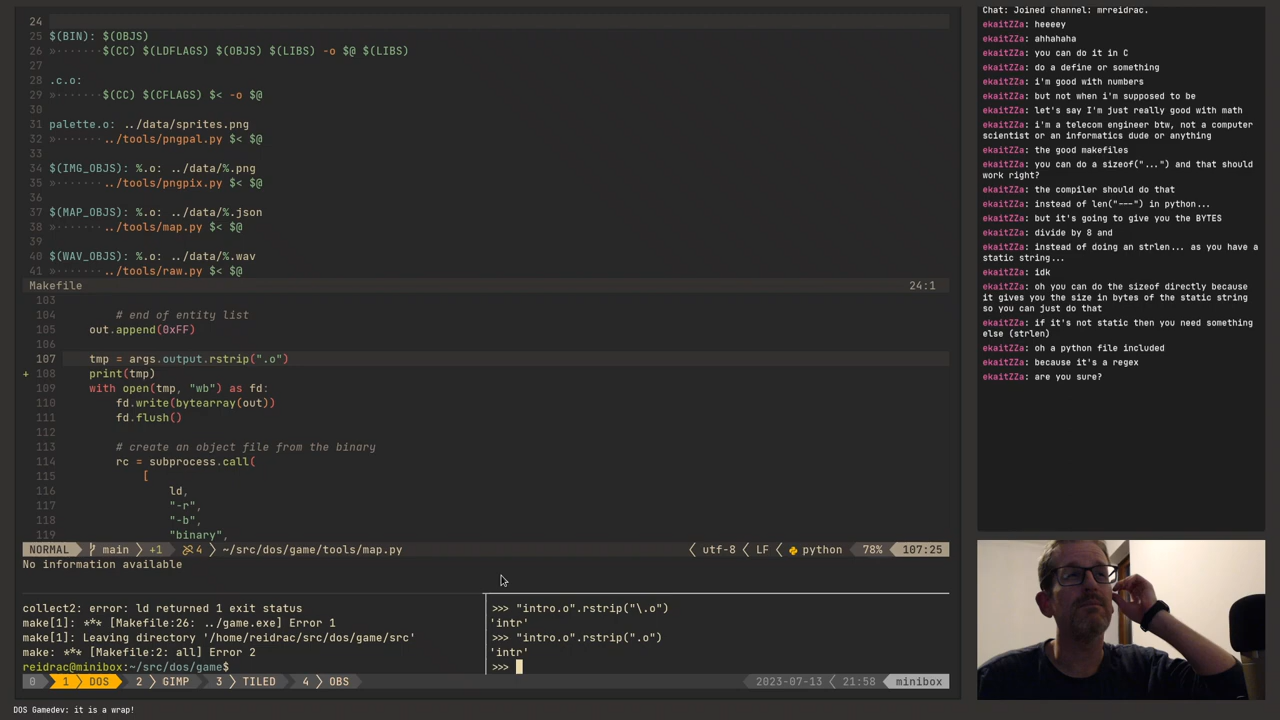 24
25 $(BIN): $(OBJS)
26 »·······$(CC) $(LDFLAGS) $(OBJS) $(LIBS) -o $@ $(LIBS)
27
28 .c.o:
29 »·······$(CC) $(CFLAGS) $< -o $@
30
31 palette.o: ../data/sprites.png
32 »·······../tools/pngpal.py $< $@
33
34 $(IMG_OBJS): %.o: ../data/%.png
35 »·······../tools/pngpix.py $< $@
36
37 $(MAP_OBJS): %.o: ../data/%.json
38 »·······../tools/map.py $< $@
39
40 $(WAV_OBJS): %.o: ../data/%.wav
41 »·······../tools/raw.py $< $@
Makefile 24:1
103
104 # end of entity list
105 out.append(0xFF)
106
107 tmp = args.output.rstrip(".o")
+ 108 print(tmp)
109 with open(tmp, "wb") as fd:
110 fd.write(bytearray(out))
111 fd.flush()
112
113 # create an object file from the binary
114 rc = subprocess.call(
115 [
116 ld,
117 "-r",
118 "-b",
119 "binary",
NORMAL main +1 4 ~/src/dos/game/tools/map.py utf-8 LF python 78% 107:25
No information available
collect2: error: ld returned 1 exit status
make[1]: *** [Makefile:26: ../game.exe] Error 1
make[1]: Leaving directory '/home/reidrac/src/dos/game/src'
make: *** [Makefile:2: all] Error 2
reidrac@minibox:~/src/dos/game$
>>> "intro.o".rstrip("\.o")
'intr'
>>> "intro.o".rstrip(".o")
'intr'
>>>
0 1 DOS 2 GIMP 3 TILED 4 OBS 2023-07-13 21:58 minibox
DOS Gamedev: it is a wrap!
Chat: Joined channel: mrreidrac.
ekaitZZa: heeeey
ekaitZZa: ahhahaha
ekaitZZa: you can do it in C
ekaitZZa: do a define or something
ekaitZZa: i'm good with numbers
ekaitZZa: but not when i'm supposed to be
ekaitZZa: let's say I'm just really good with math
ekaitZZa: i'm a telecom engineer btw, not a computer
scientist or an informatics dude or anything
ekaitZZa: the good makefiles
ekaitZZa: you can do a sizeof("...") and that should
work right?
ekaitZZa: the compiler should do that
ekaitZZa: instead of len("---") in python...
ekaitZZa: but it's going to give you the BYTES
ekaitZZa: divide by 8 and
ekaitZZa: instead of doing an strlen... as you have a
static string...
ekaitZZa: idk
ekaitZZa: oh you can do the sizeof directly because
it gives you the size in bytes of the static string
so you can just do that
ekaitZZa: if it's not static then you need something
else (strlen)
ekaitZZa: oh a python file included
ekaitZZa: because it's a regex
ekaitZZa: are you sure?